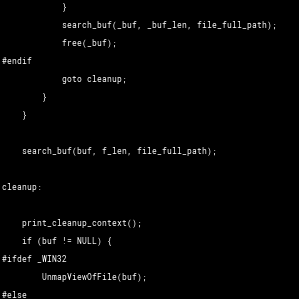 }
search_buf(_buf, _buf_len, file_full_path);
free(_buf);
#endif
goto cleanup;
}
}
search_buf(buf, f_len, file_full_path);
cleanup:
print_cleanup_context();
if (buf != NULL) {
#ifdef _WIN32
UnmapViewOfFile(buf);
#else